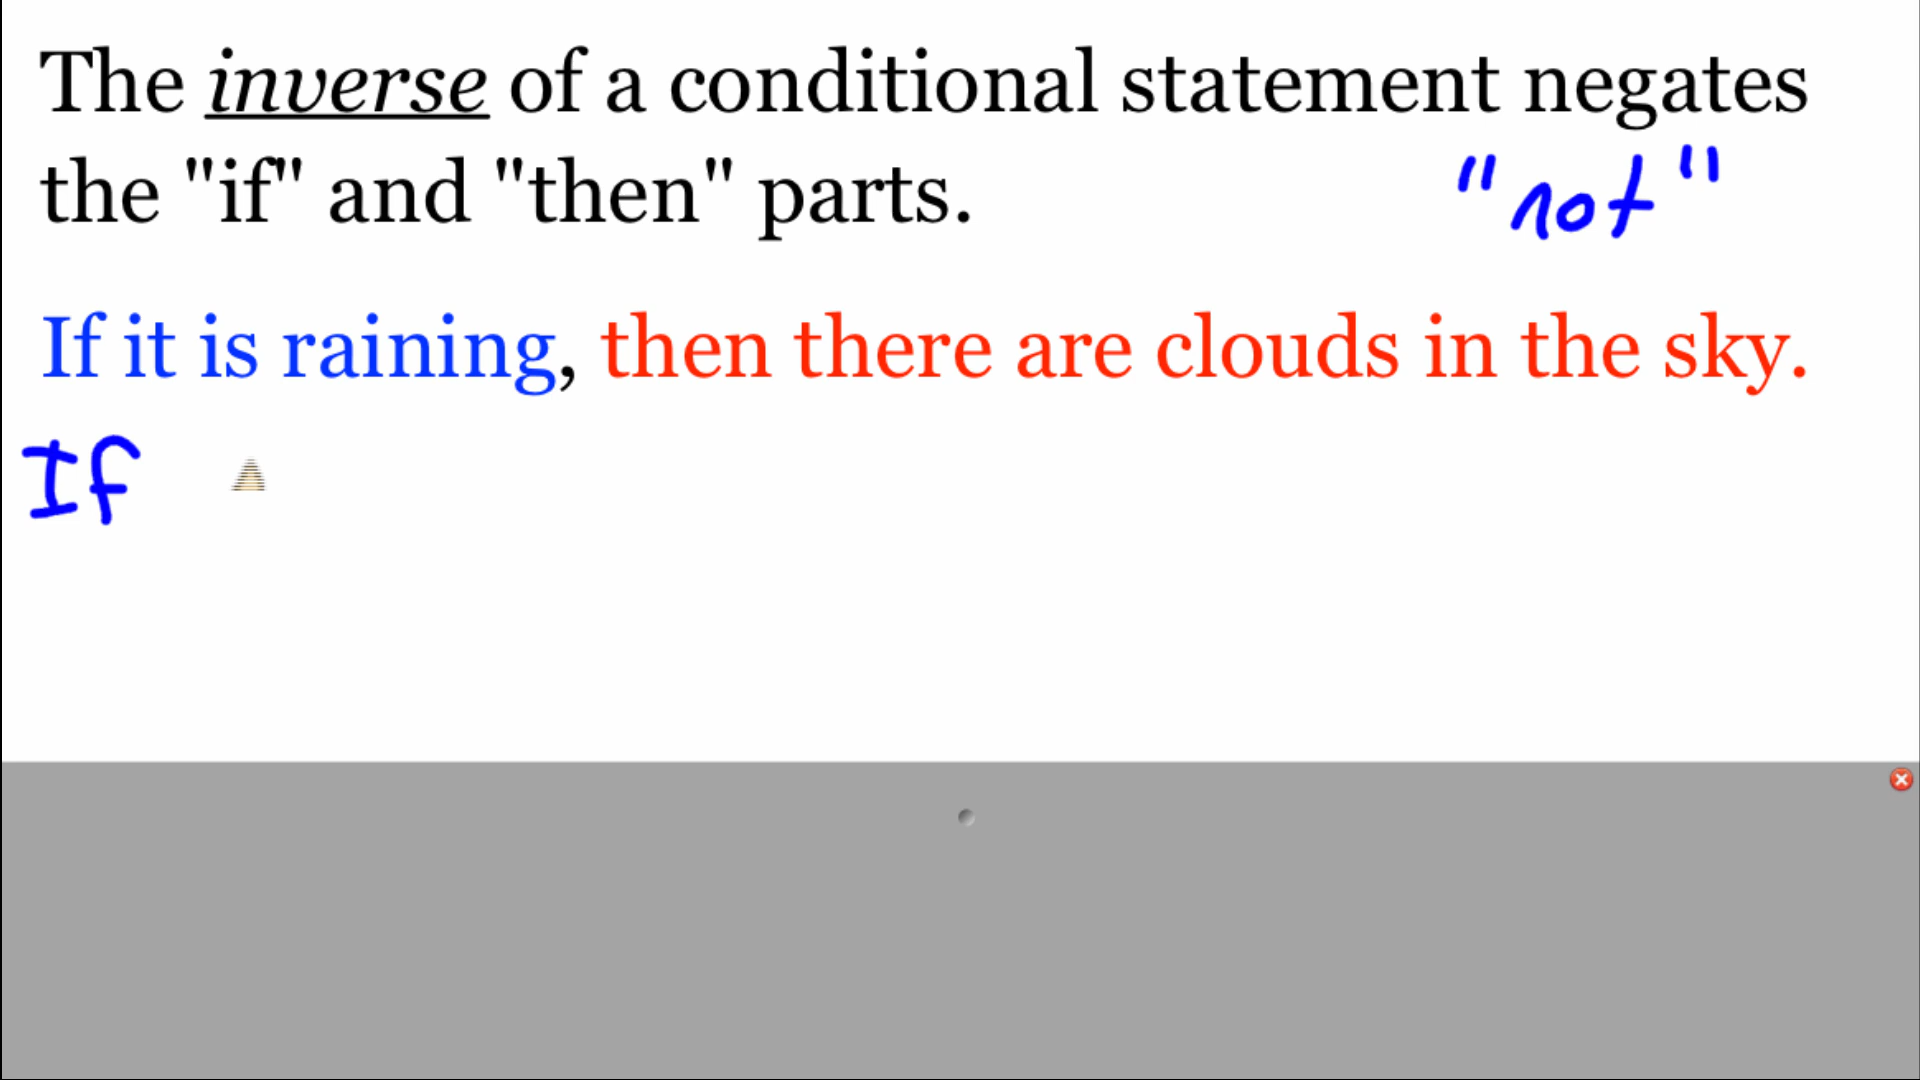 The inverse of a conditional statement negates
the "if" and "then" parts.
"not"
If it is raining, then there are clouds in the sky.
If